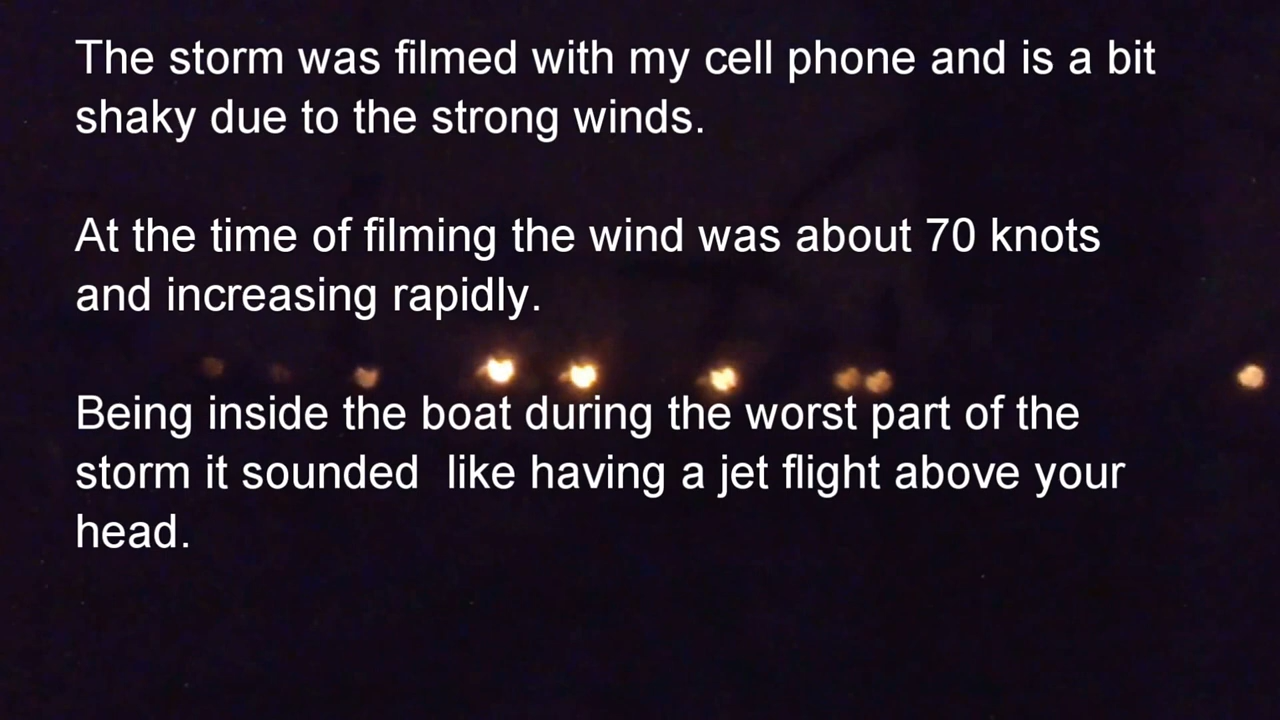 The storm was filmed with my cell phone and is a bit
shaky due to the strong winds.
At the time of filming the wind was about 70 knots
and increasing rapidly.
Being inside the boat during the worst part of the
storm it sounded  like having a jet flight above your
head.